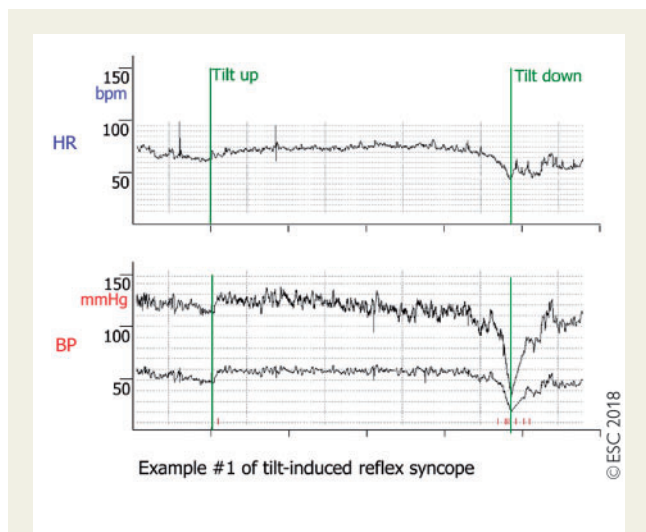 Tilt up
Tilt down
150
bpm
HR
100
50
150
mmHg
BP
100
50
Example #1 of tilt-induced reflex syncope
©ESC 2018